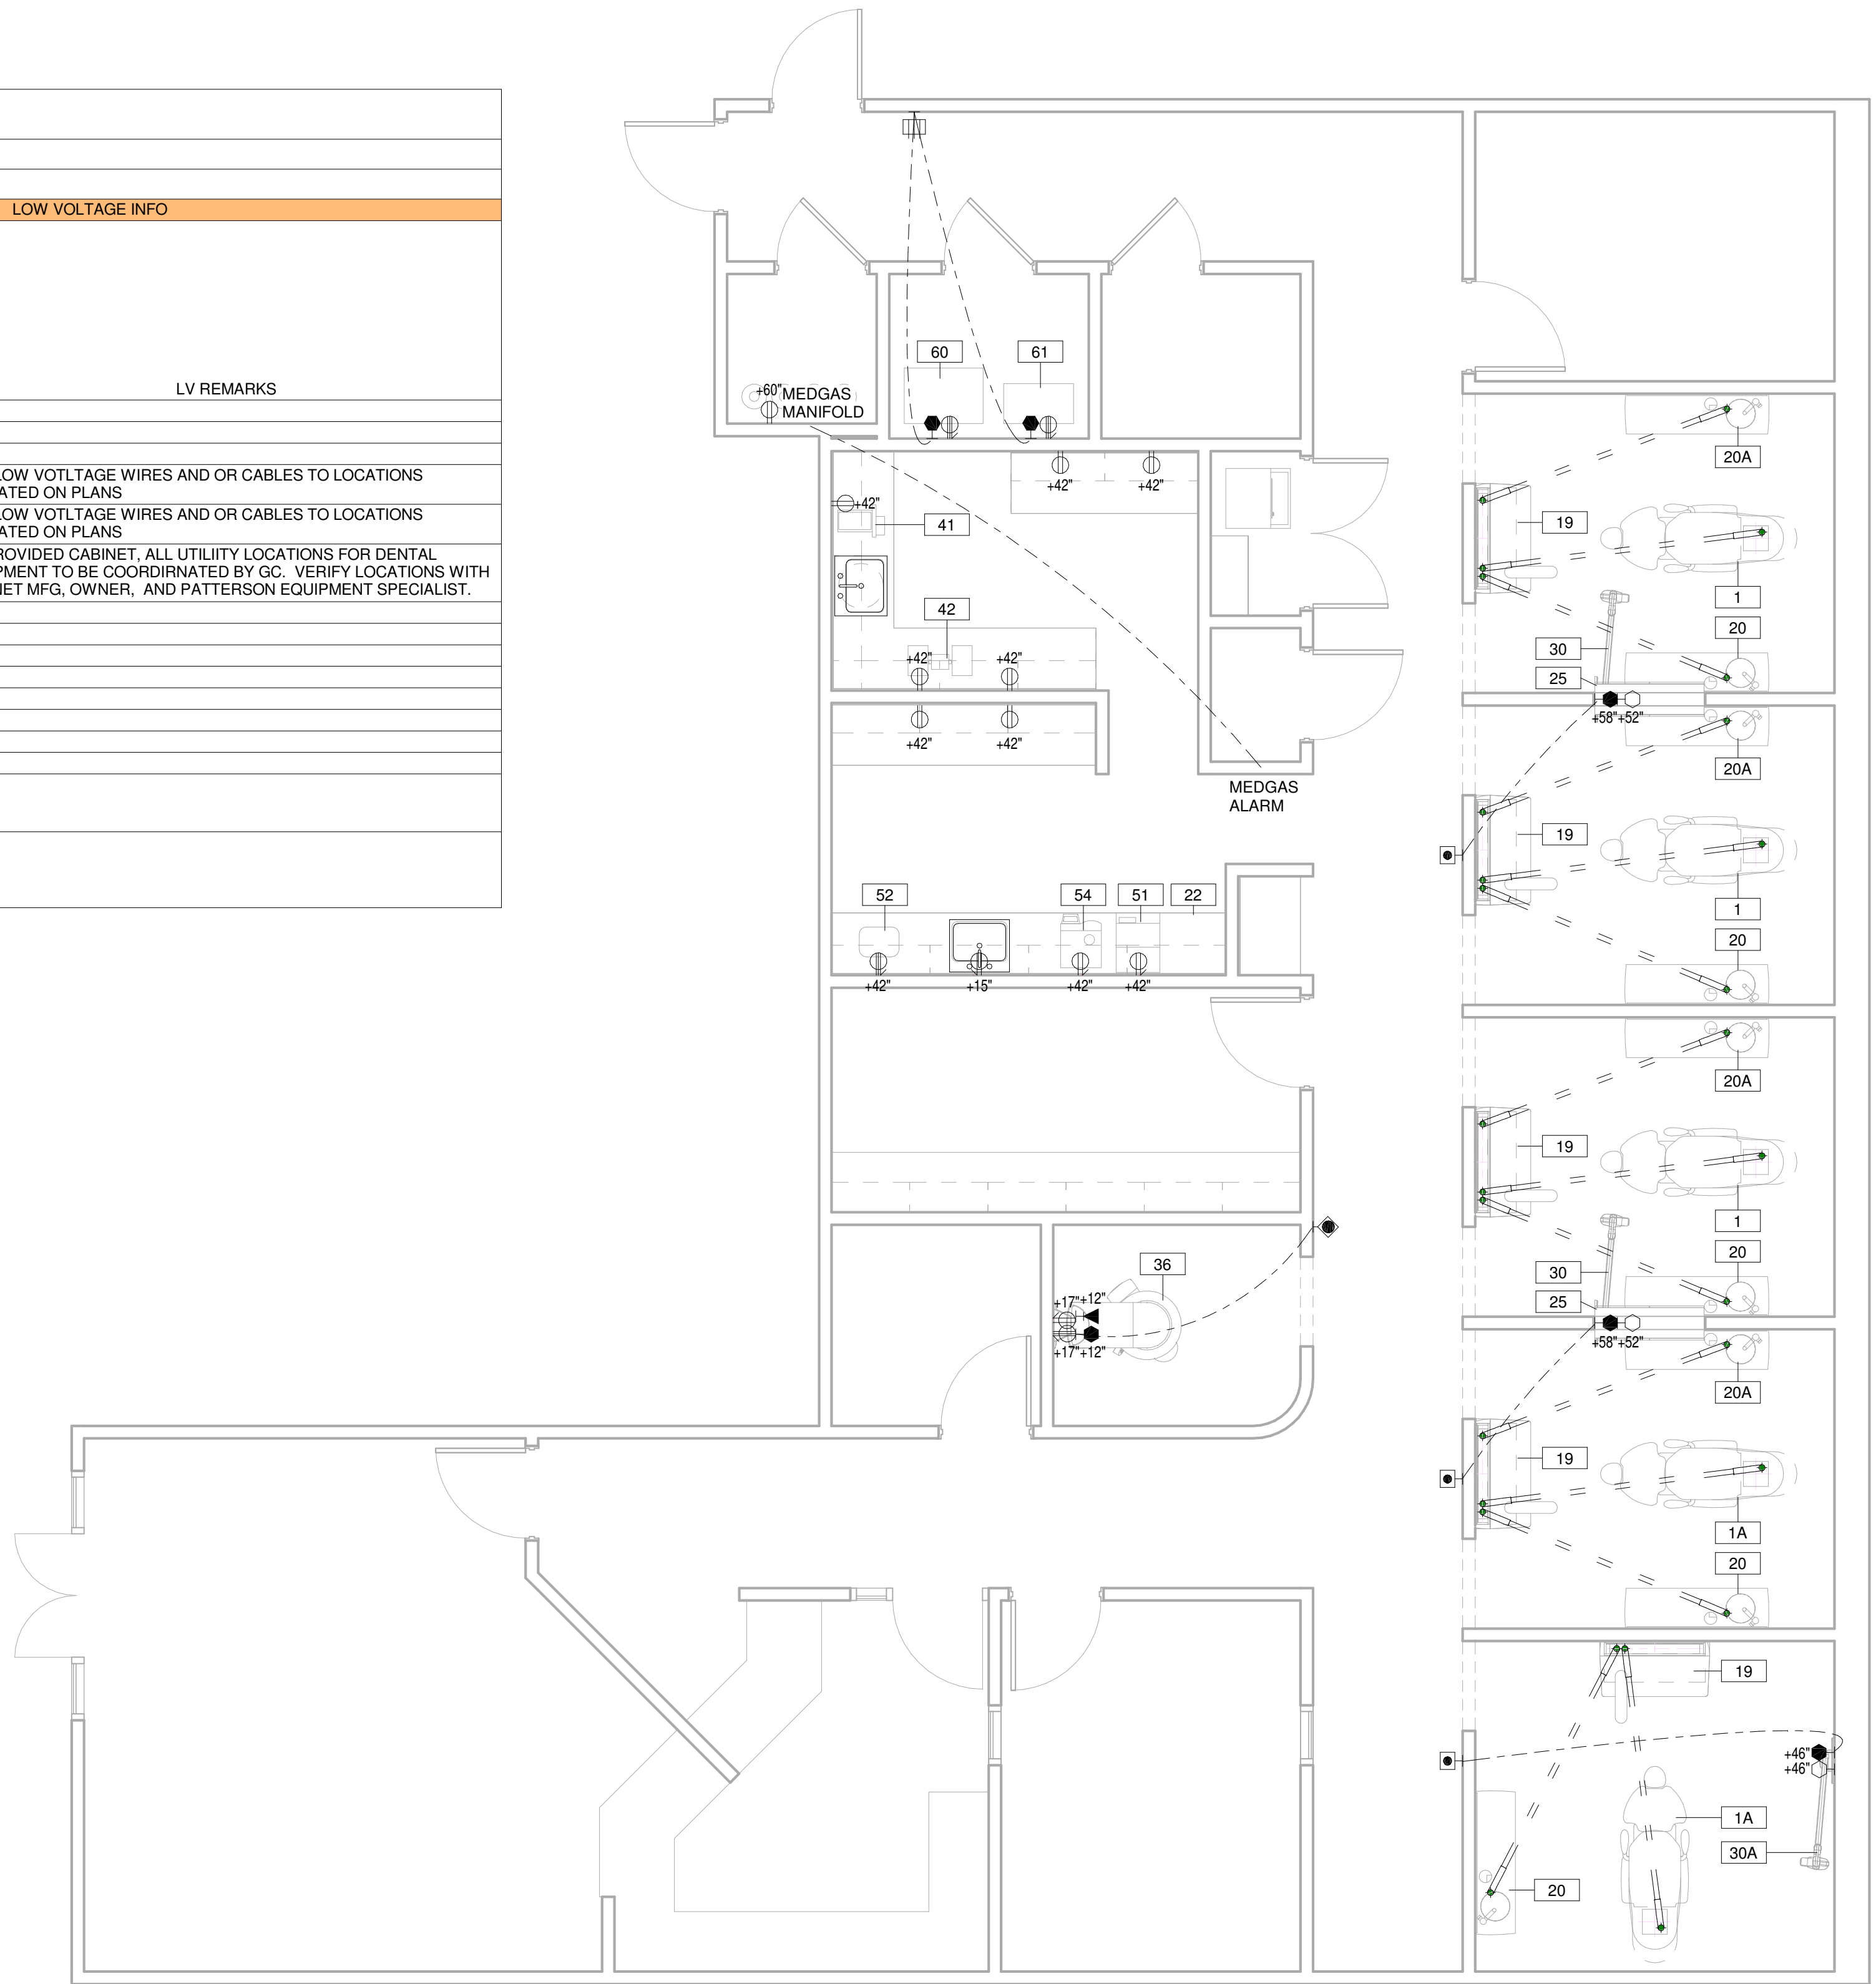 LOW VOLTAGE INFO
LV REMARKS
LOW VOTLTAGE WIRES AND OR CABLES TO LOCATIONS
ATED ON PLANS
LOW VOTLTAGE WIRES AND OR CABLES TO LOCATIONS
ATED ON PLANS
ROVIDED CABINET, ALL UTILIITY LOCATIONS FOR DENTAL
PMENT TO BE COORDIRNATED BY GC. VERIFY LOCATIONS WITH
NET MFG, OWNER, AND PATTERSON EQUIPMENT SPECIALIST.
60
61
+60"
MEDGAS
MANIFOLD
+42"
+42"
+42"
41
42
+42"
+42"
+42"
+42"
MEDGAS
ALARM
52
54
51
22
+42"
+15"
+42"
+42"
36
+17"+12"
+17"+12"
20A
19
1
20
30
25
+58"+52"
20A
19
1
20
20A
19
1
20
30
25
+58"+52"
20A
19
1A
20
19
+46"
+46"
1A
30A
20